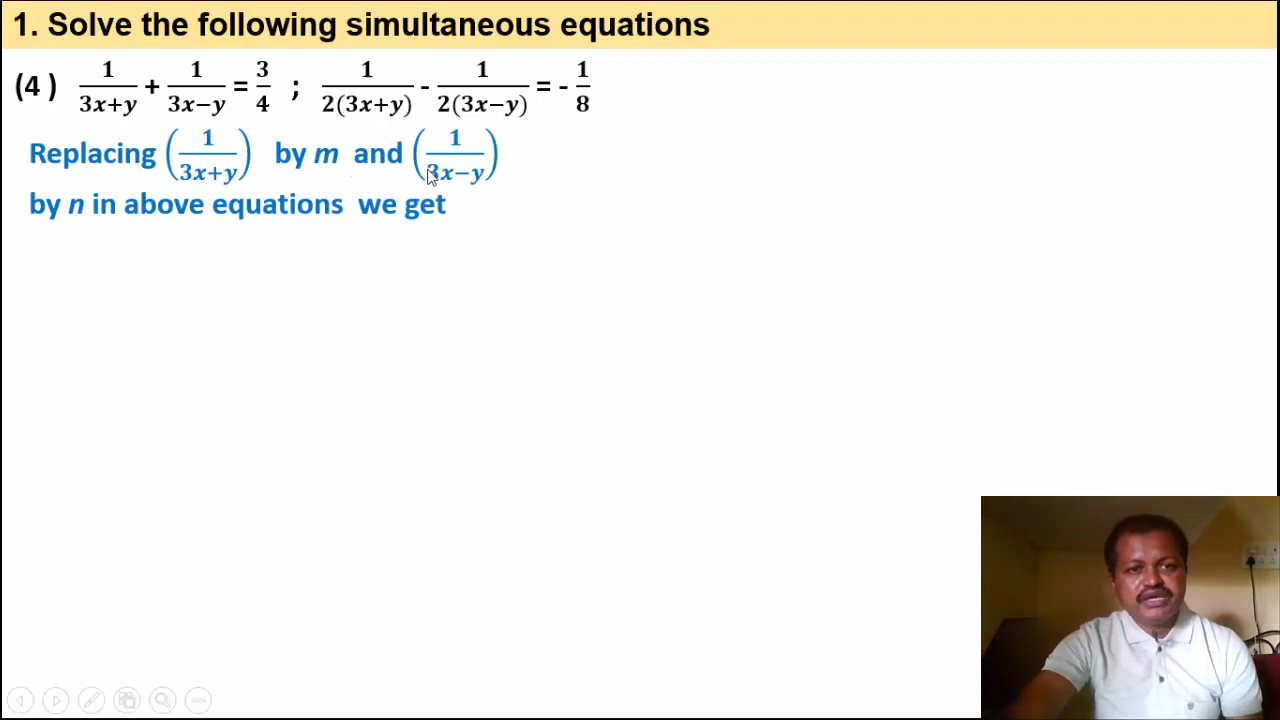 1. Solve the following simultaneous equations
(4 ) 1/(3x+y) + 1/(3x−y) = 3/4 ; 1/(2(3x+y)) - 1/(2(3x−y)) = - 1/8
Replacing (1/(3x+y)) by m and (1/(3x−y))
by n in above equations we get